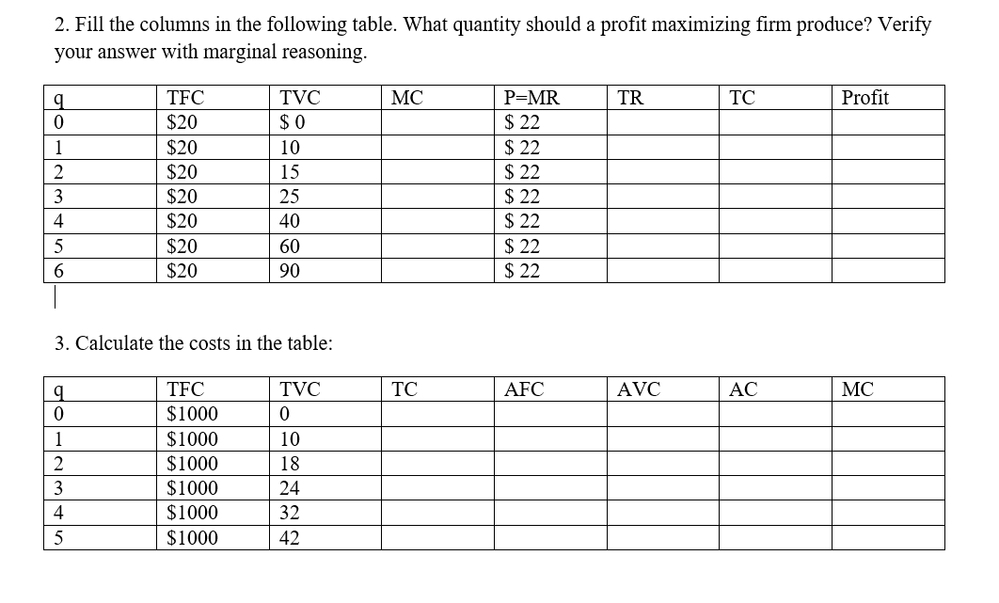 2. Fill the columns in the following table. What quantity should a profit maximizing firm produce? Verify
your answer with marginal reasoning.
q TFC TVC MC P=MR TR TC Profit
0 $20 $ 0 $ 22
1 $20 10 $ 22
2 $20 15 $ 22
3 $20 25 $ 22
4 $20 40 $ 22
5 $20 60 $ 22
6 $20 90 $ 22
3. Calculate the costs in the table:
q TFC TVC TC AFC AVC AC MC
0 $1000 0
1 $1000 10
2 $1000 18
3 $1000 24
4 $1000 32
5 $1000 42